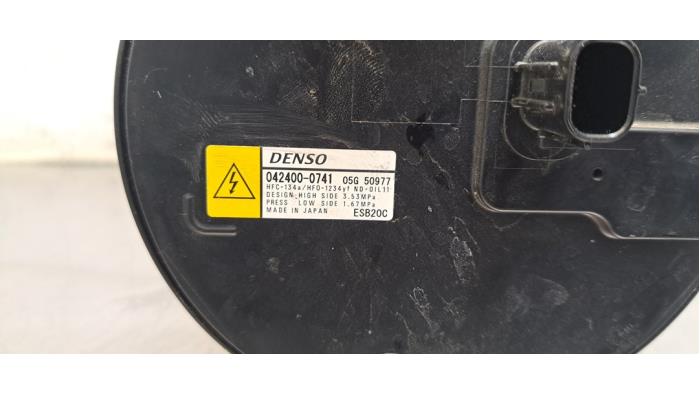 DENSO
042400-0741 05G 50977
HFC-134a/HFO-1234yf ND-OIL11
DESIGN:HIGH SIDE 3.53MPa
PRESS LOW SIDE 1.67MPa
MADE IN JAPAN ESB20C